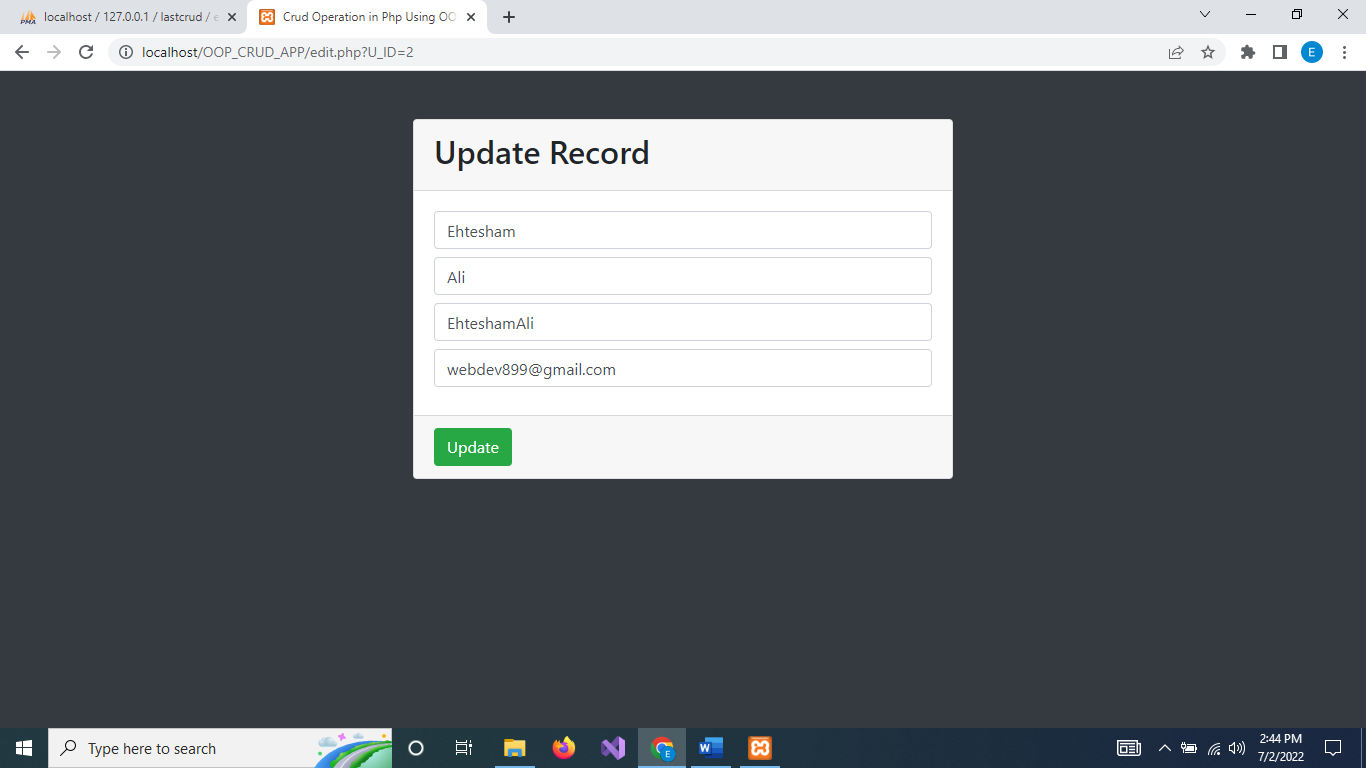 PMA
localhost / 127.0.0.1 / lastcrud /
Crud Operation in Php Using OO
localhost/OOP_CRUD_APP/edit.php?U_ID=2
E
Update Record
Ehtesham
Ali
EhteshamAli
webdev899@gmail.com
Update
Type here to search
E
2:44 PM
7/2/2022